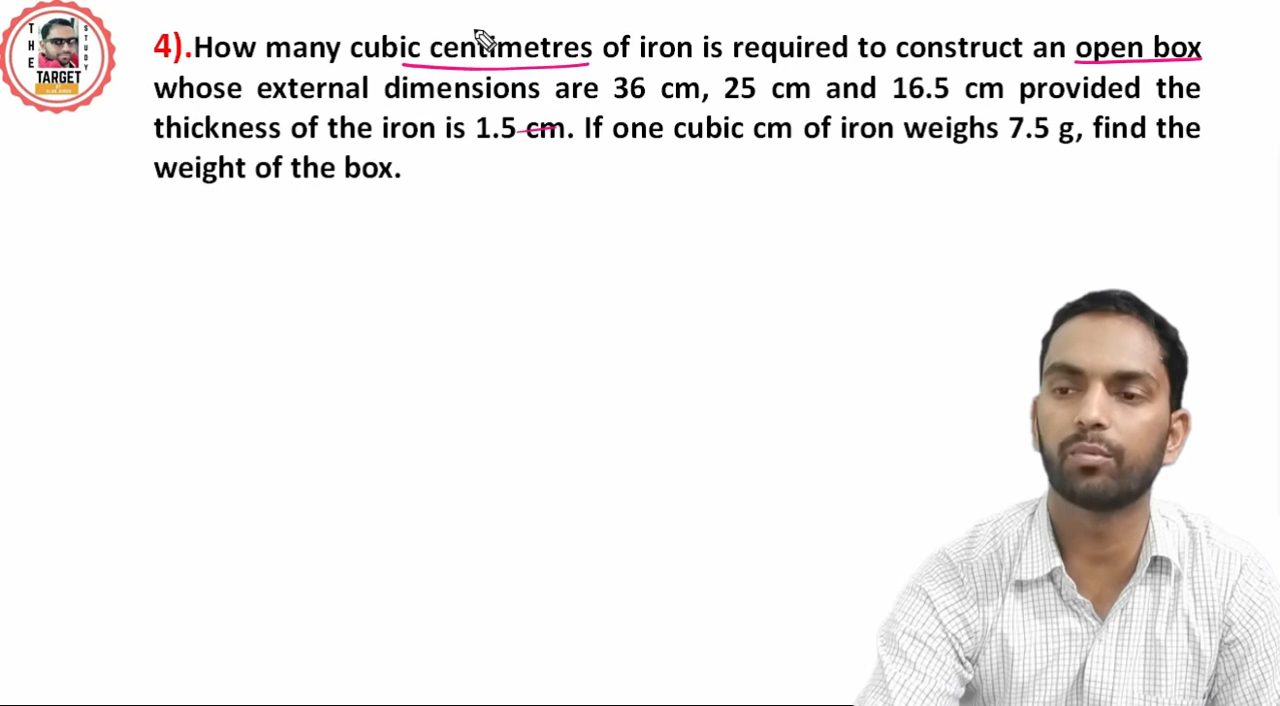 THE
STUDY
TARGET
4).How many cubic centimetres of iron is required to construct an open box
whose external dimensions are 36 cm, 25 cm and 16.5 cm provided the
thickness of the iron is 1.5 cm. If one cubic cm of iron weighs 7.5 g, find the
weight of the box.